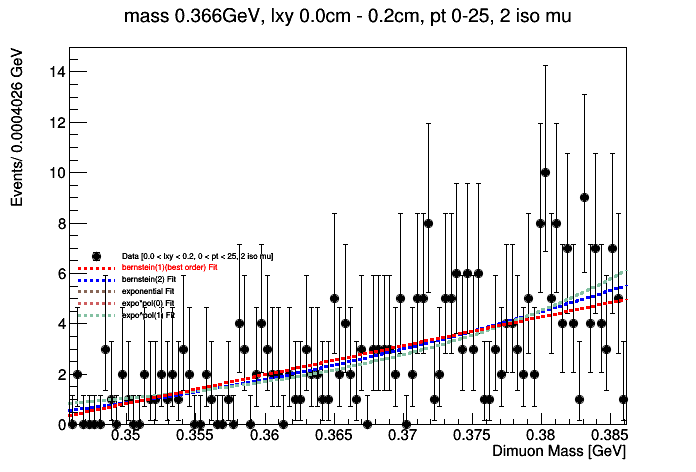 mass 0.366GeV, lxy 0.0cm - 0.2cm, pt 0-25, 2 iso mu
Events/ 0.0004026 GeV
14
12
10
8
6
4
2
0
Data [0.0 < lxy < 0.2, 0 < pt < 25, 2 iso mu]
bernstein(1)(best order) Fit
bernstein(2) Fit
exponential Fit
expo*pol(0) Fit
expo*pol(1) Fit
0.35 0.355 0.36 0.365 0.37 0.375 0.38 0.385
Dimuon Mass [GeV]